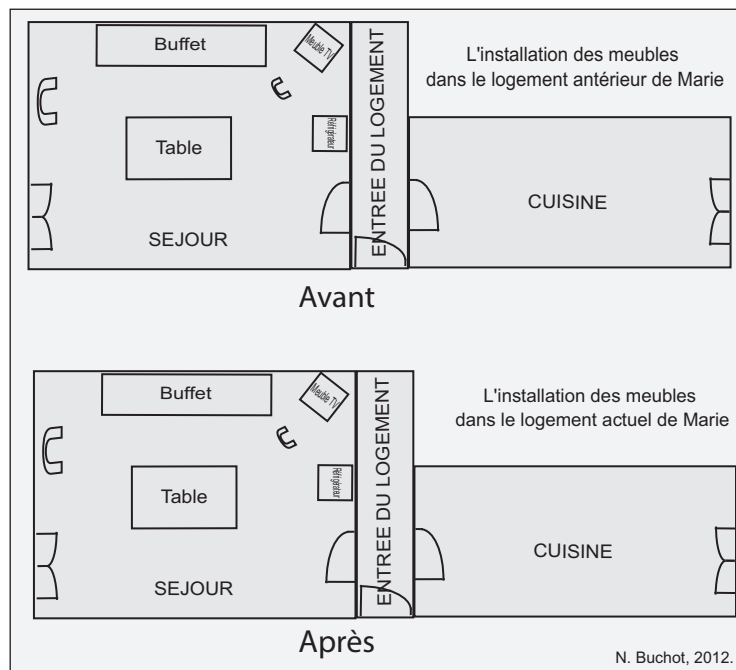 Buffet
Meuble TV
L'installation des meubles
dans le logement antérieur de Marie
Réfrigérateur
Table
ENTREE DU LOGEMENT
CUISINE
SEJOUR
Avant
Buffet
Meuble TV
L'installation des meubles
dans le logement actuel de Marie
Réfrigérateur
Table
ENTREE DU LOGEMENT
CUISINE
SEJOUR
Après
N. Buchot, 2012.